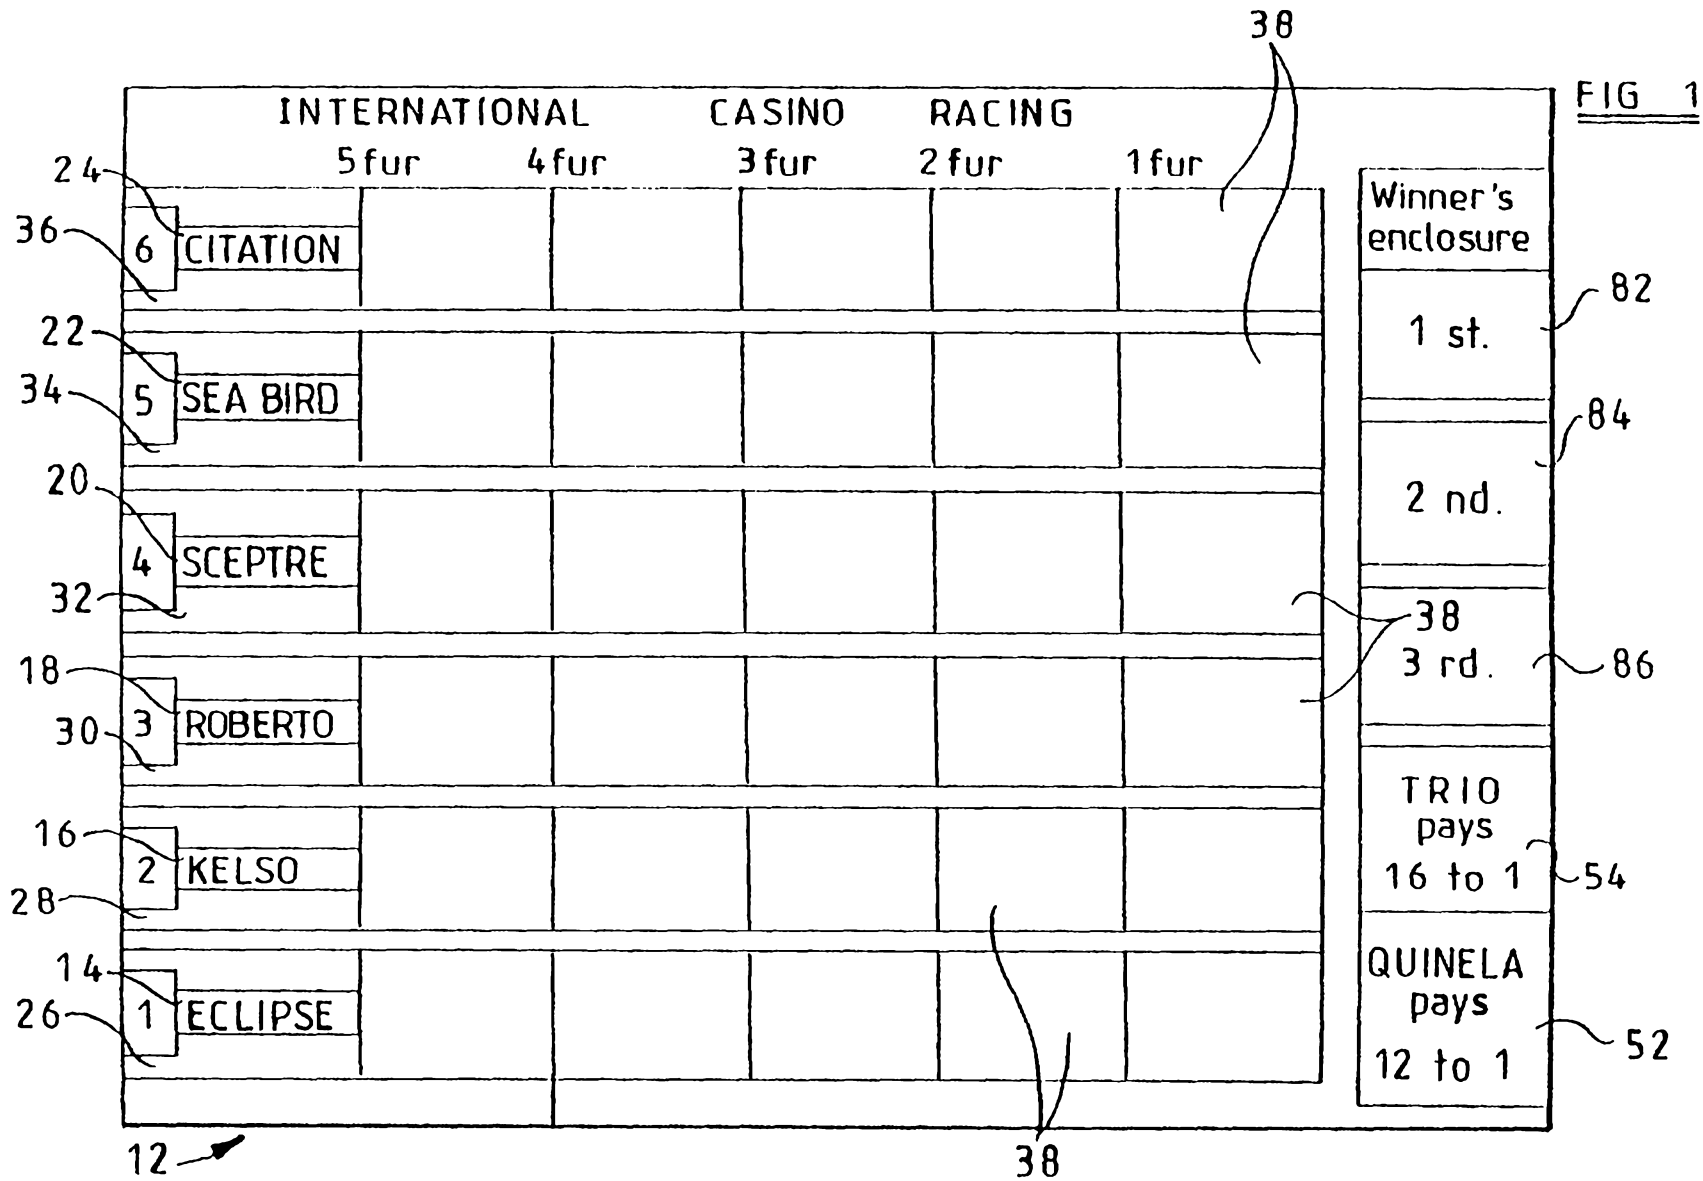 38
FIG 1
INTERNATIONAL CASINO RACING
5 fur 4 fur 3 fur 2 fur 1 fur
24
36
6 CITATION
22
34
5 SEA BIRD
20
32
4 SCEPTRE
18
30
3 ROBERTO
16
28
2 KELSO
14
26
1 ECLIPSE
12
38
38
Winner's
enclosure
1 st.
82
2 nd.
84
3 rd.
86
TRIO
pays
16 to 1
54
QUINELA
pays
12 to 1
52